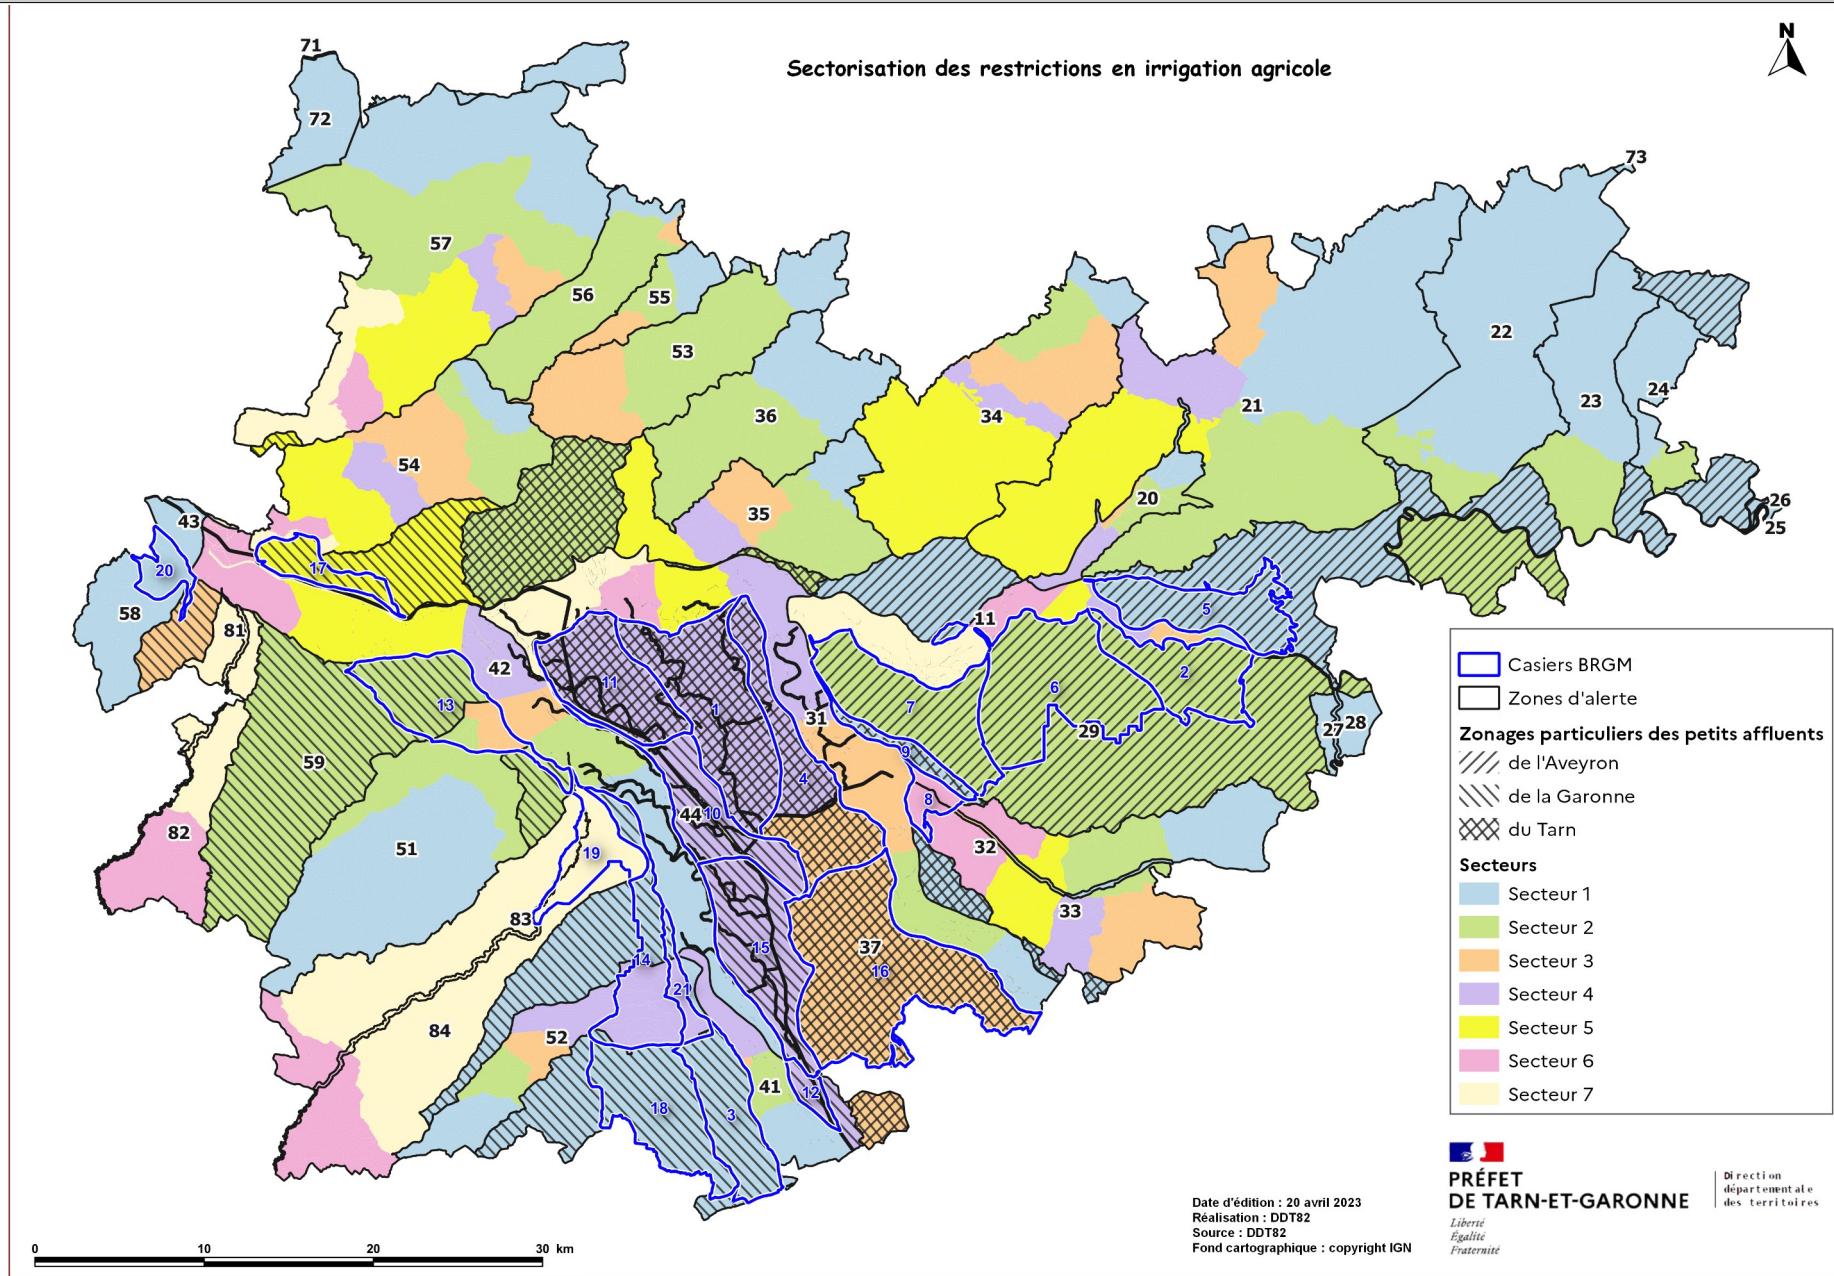 Sectorisation des restrictions en irrigation agricole
N
71
72
73
57
56
55
53
22
24
23
21
36
34
54
35
20
26
25
43
17
20
58
5
11
81
42
2
11
6
13
1
7
31
29
27
28
9
59
4
8
44
10
82
51
19
32
33
83
15
37
14
16
21
84
52
41
12
18
3
Casiers BRGM
Zones d'alerte
Zonages particuliers des petits affluents
de l'Aveyron
de la Garonne
du Tarn
Secteurs
Secteur 1
Secteur 2
Secteur 3
Secteur 4
Secteur 5
Secteur 6
Secteur 7
PRÉFET
DE TARN-ET-GARONNE
Liberté
Égalité
Fraternité
Direction
départementale
des territoires
Date d'édition : 20 avril 2023
Réalisation : DDT82
Source : DDT82
Fond cartographique : copyright IGN
0 10 20 30 km